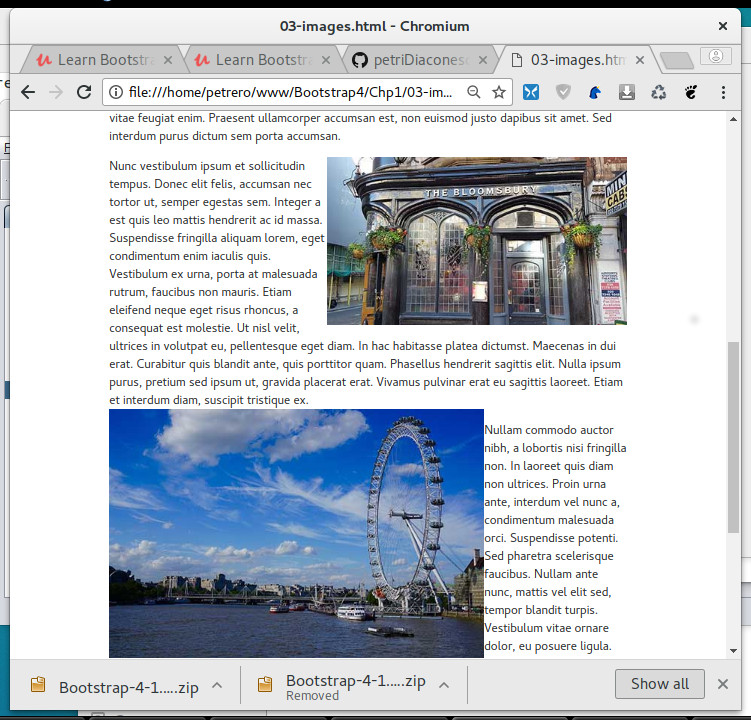 03-images.html - Chromium
Learn Bootstr
Learn Bootstr
petriDiacones
03-images.htm
file:///home/petrero/www/Bootstrap4/Chp1/03-im...
vitae feugiat enim. Praesent ullamcorper accumsan est, non euismod justo dapibus sit amet. Sed
interdum purus dictum sem porta accumsan.
Nunc vestibulum ipsum et sollicitudin
tempus. Donec elit felis, accumsan nec
tortor ut, semper egestas sem. Integer a
est quis leo mattis hendrerit ac id massa.
Suspendisse fringilla aliquam lorem, eget
condimentum enim iaculis quis.
Vestibulum ex urna, porta at malesuada
rutrum, faucibus non mauris. Etiam
eleifend neque eget risus rhoncus, a
consequat est molestie. Ut nisl velit,
THE BLOOMSBURY
MINI
CABS
ultrices in volutpat eu, pellentesque eget diam. In hac habitasse platea dictumst. Maecenas in dui
erat. Curabitur quis blandit ante, quis porttitor quam. Phasellus hendrerit sagittis elit. Nulla ipsum
purus, pretium sed ipsum ut, gravida placerat erat. Vivamus pulvinar erat eu sagittis laoreet. Etiam
et interdum diam, suscipit tristique ex.
Nullam commodo auctor
nibh, a lobortis nisi fringilla
non. In laoreet quis diam
non ultrices. Proin urna
ante, interdum vel nunc a,
condimentum malesuada
orci. Suspendisse potenti.
Sed pharetra scelerisque
faucibus. Nullam ante
nunc, mattis vel elit sed,
tempor blandit turpis.
Vestibulum vitae ornare
dolor, eu posuere ligula.
Bootstrap-4-1.....zip
Bootstrap-4-1.....zip
Removed
Show all